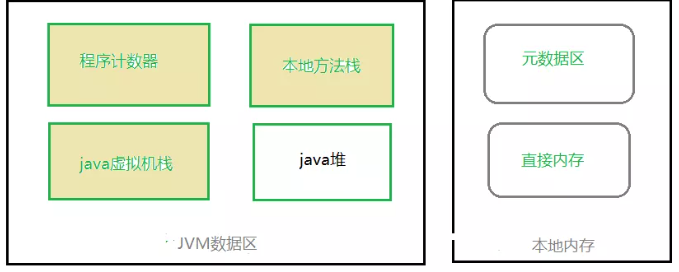 程序计数器
本地方法栈
元数据区
java虚拟机栈
java堆
直接内存
JVM数据区
本地内存